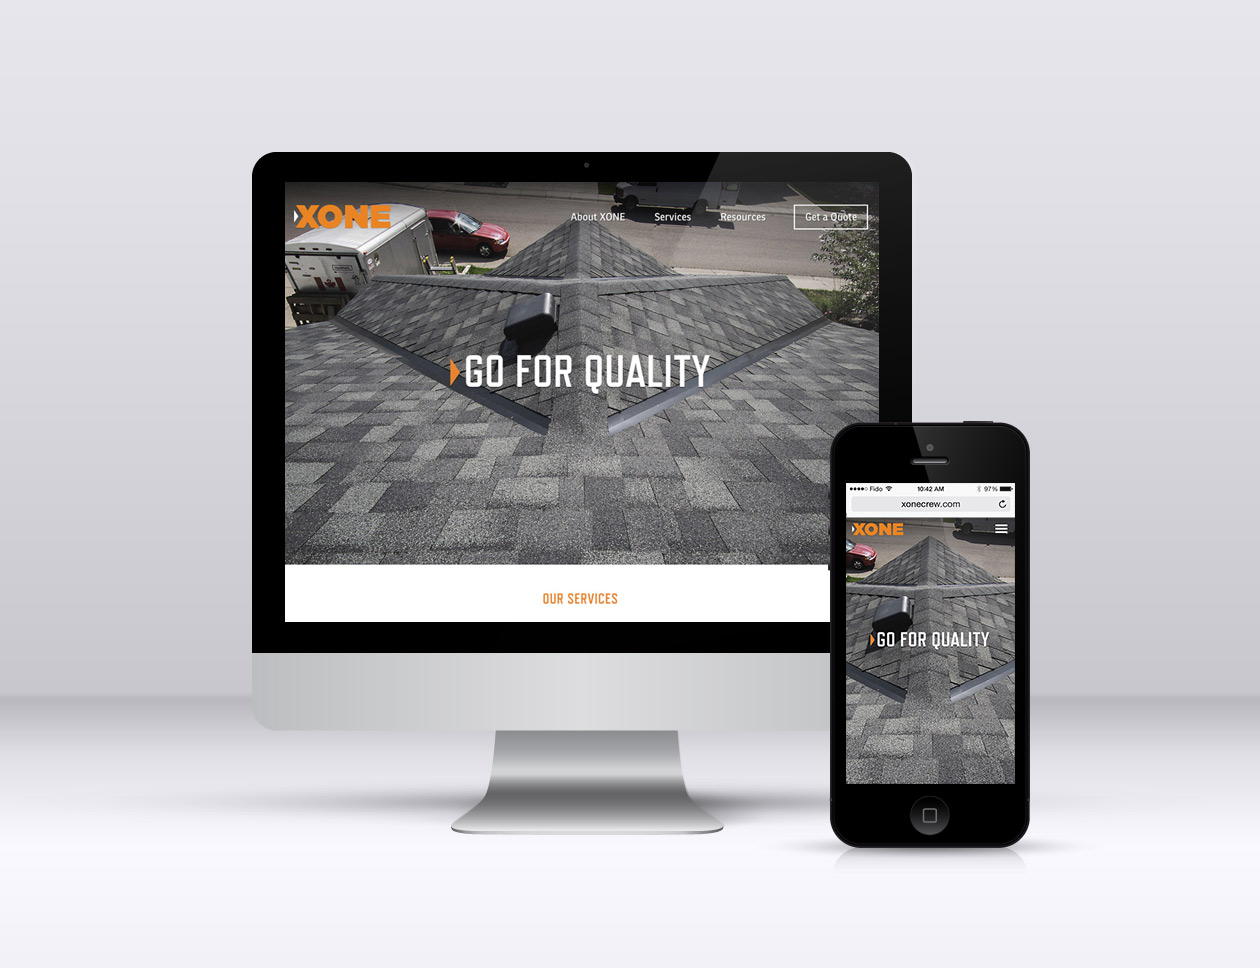 XONE
About XONE Services Resources Get a Quote
GO FOR QUALITY
OUR SERVICES
Fido 10:42 AM 97%
xonecrew.com
XONE
GO FOR QUALITY